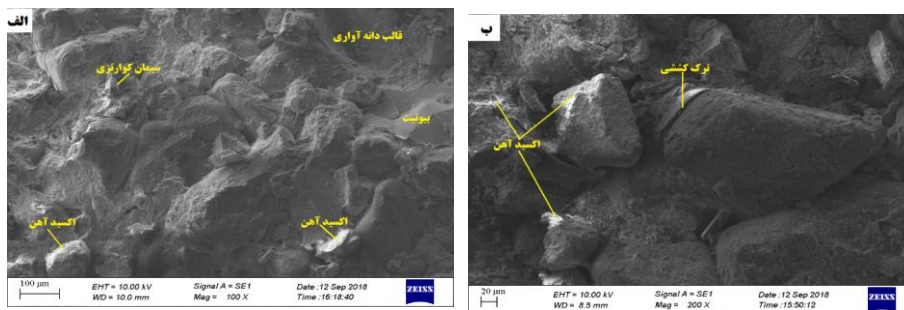 الف
قالب دانه آواری
سیمان کوارتزی
بیوتیت
اکسید آهن
اکسید آهن
100 µm
EHT = 10.00 kV
WD = 10.0 mm
Signal A = SE1
Mag = 100 X
Date :12 Sep 2018
Time :16:18:40
ZEISS
ب
ترک کششی
اکسید آهن
20 µm
EHT = 10.00 kV
WD = 8.5 mm
Signal A = SE1
Mag = 200 X
Date :12 Sep 2018
Time :15:50:12
ZEISS